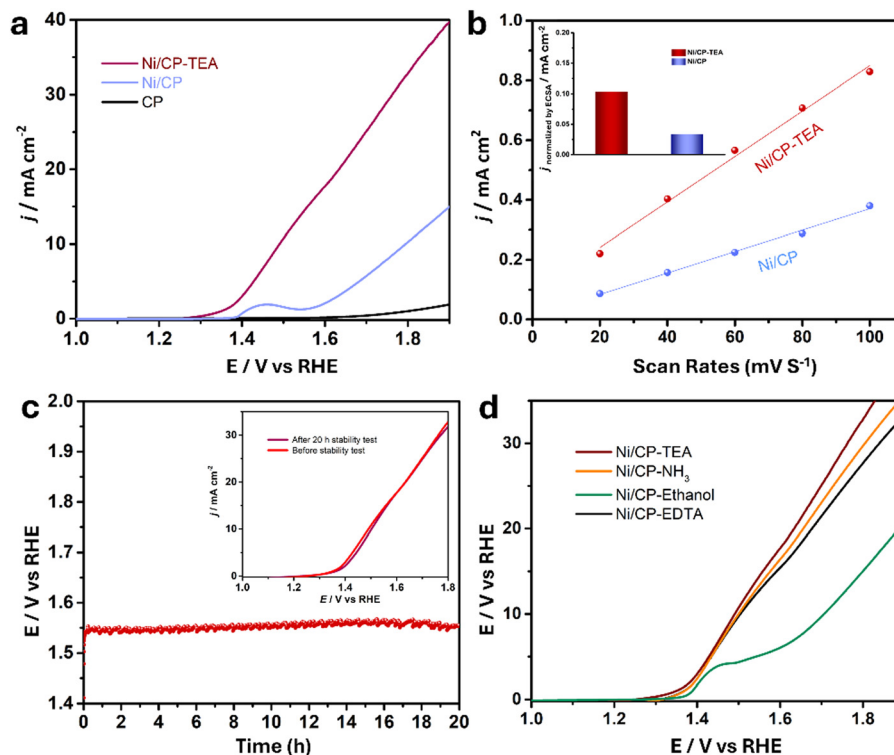 a
40
30
20
10
0
j / mA cm⁻²
Ni/CP-TEA
Ni/CP
CP
1.0 1.2 1.4 1.6 1.8
E / V vs RHE
b
1
0.8
0.6
0.4
0.2
0.0
j / mA cm²
j normalized by ECSA / mA cm⁻²
0.20
0.15
0.10
0.05
0.00
Ni/CP-TEA
Ni/CP
Ni/CP-TEA
Ni/CP
0 20 40 60 80 100
Scan Rates (mV S⁻¹)
c
2.0
1.9
1.8
1.7
1.6
1.5
1.4
E / V vs RHE
j / mA cm⁻²
30
20
10
0
After 20 h stability test
Before stability test
1.0 1.2 1.4 1.6 1.8
E / V vs RHE
0 2 4 6 8 10 12 14 16 18 20
Time (h)
d
30
20
10
0
j / mA cm⁻²
Ni/CP-TEA
Ni/CP-NH₃
Ni/CP-Ethanol
Ni/CP-EDTA
1.0 1.2 1.4 1.6 1.8
E / V vs RHE